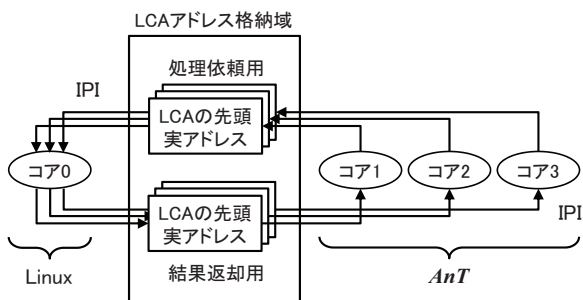 LCAアドレス格納域
処理依頼用
IPI
LCAの先頭
実アドレス
コア0
コア1
コア2
コア3
LCAの先頭
実アドレス
IPI
結果返却用
Linux
AnT